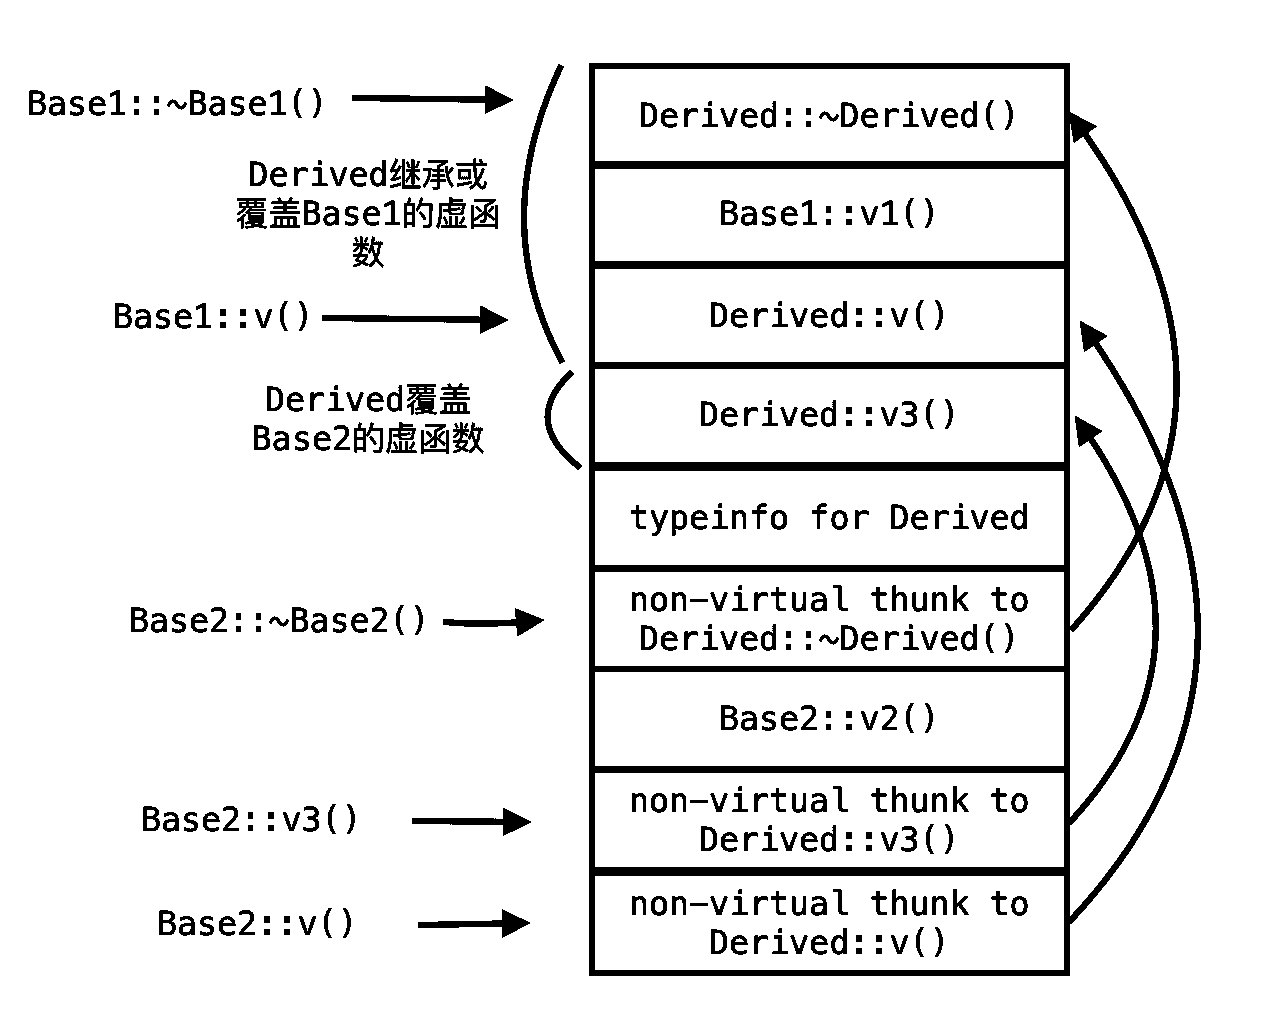 Base1::~Base1()
Derived::~Derived()
Derived继承或
覆盖Base1的虚函
数
Base1::v1()
Base1::v()
Derived::v()
Derived覆盖
Base2的虚函数
Derived::v3()
typeinfo for Derived
Base2::~Base2()
non-virtual thunk to
Derived::~Derived()
Base2::v2()
Base2::v3()
non-virtual thunk to
Derived::v3()
Base2::v()
non-virtual thunk to
Derived::v()